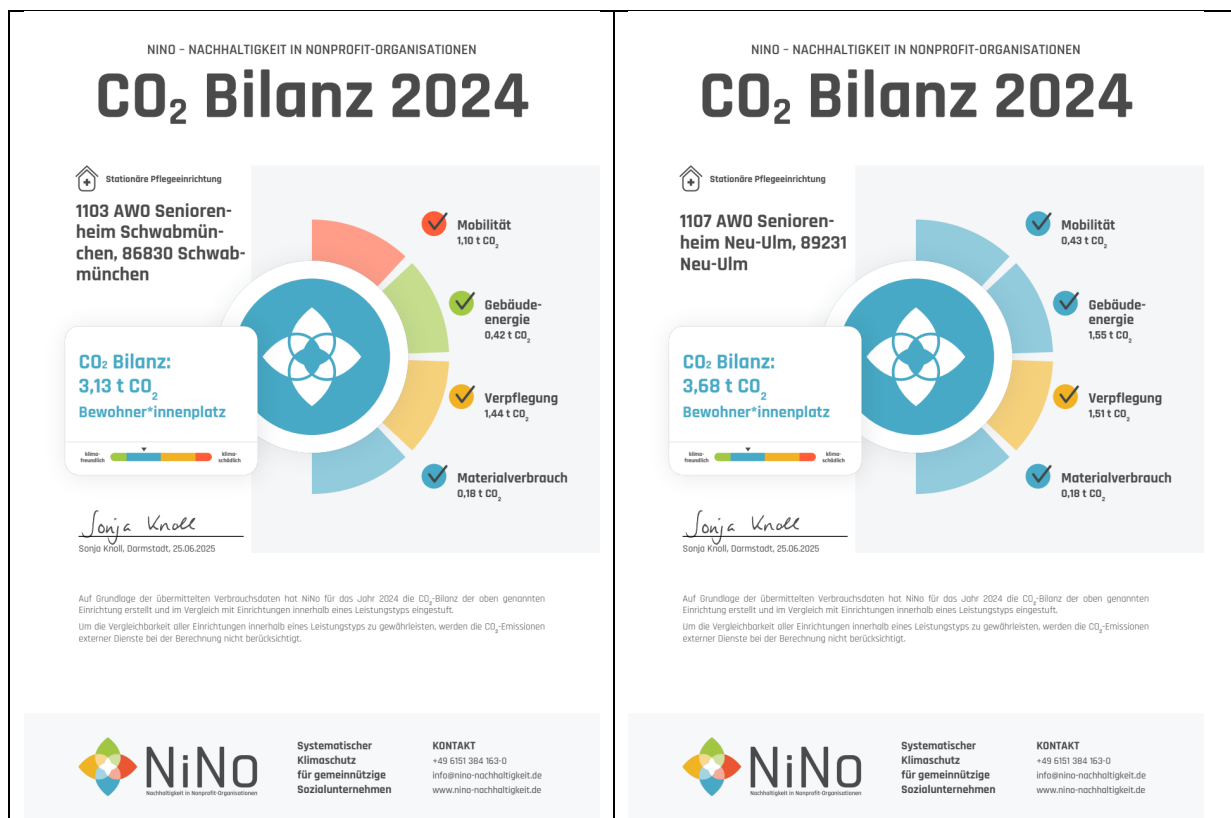 NINO – NACHHALTIGKEIT IN NONPROFIT-ORGANISATIONEN
CO₂ Bilanz 2024
Stationäre Pflegeeinrichtung
1103 AWO Senioren-
heim Schwabmün-
chen, 86830 Schwab-
münchen
Mobilität
1,10 t CO₂
Gebäude-
energie
0,42 t CO₂
CO₂ Bilanz:
3,13 t CO₂
Bewohner*innenplatz
klima-
freundlich
klima-
schädlich
Verpflegung
1,44 t CO₂
Materialverbrauch
0,18 t CO₂
Sonja Knoll
Sonja Knoll, Darmstadt, 25.06.2025
Auf Grundlage der übermittelten Verbrauchsdaten hat NiNo für das Jahr 2024 die CO₂-Bilanz der oben genannten
Einrichtung erstellt und im Vergleich mit Einrichtungen innerhalb eines Leistungstyps eingestuft.
Um die Vergleichbarkeit aller Einrichtungen innerhalb eines Leistungstyps zu gewährleisten, werden die CO₂-Emissionen
externer Dienste bei der Berechnung nicht berücksichtigt.
NiNo
Nachhaltigkeit in Nonprofit-Organisationen
Systematischer
Klimaschutz
für gemeinnützige
Sozialunternehmen
KONTAKT
+49 6151 384 163-0
info@nino-nachhaltigkeit.de
www.nino-nachhaltigkeit.de
NINO – NACHHALTIGKEIT IN NONPROFIT-ORGANISATIONEN
CO₂ Bilanz 2024
Stationäre Pflegeeinrichtung
1107 AWO Senioren-
heim Neu-Ulm, 89231
Neu-Ulm
Mobilität
0,43 t CO₂
Gebäude-
energie
1,55 t CO₂
CO₂ Bilanz:
3,68 t CO₂
Bewohner*innenplatz
klima-
freundlich
klima-
schädlich
Verpflegung
1,51 t CO₂
Materialverbrauch
0,18 t CO₂
Sonja Knoll
Sonja Knoll, Darmstadt, 25.06.2025
Auf Grundlage der übermittelten Verbrauchsdaten hat NiNo für das Jahr 2024 die CO₂-Bilanz der oben genannten
Einrichtung erstellt und im Vergleich mit Einrichtungen innerhalb eines Leistungstyps eingestuft.
Um die Vergleichbarkeit aller Einrichtungen innerhalb eines Leistungstyps zu gewährleisten, werden die CO₂-Emissionen
externer Dienste bei der Berechnung nicht berücksichtigt.
NiNo
Nachhaltigkeit in Nonprofit-Organisationen
Systematischer
Klimaschutz
für gemeinnützige
Sozialunternehmen
KONTAKT
+49 6151 384 163-0
info@nino-nachhaltigkeit.de
www.nino-nachhaltigkeit.de